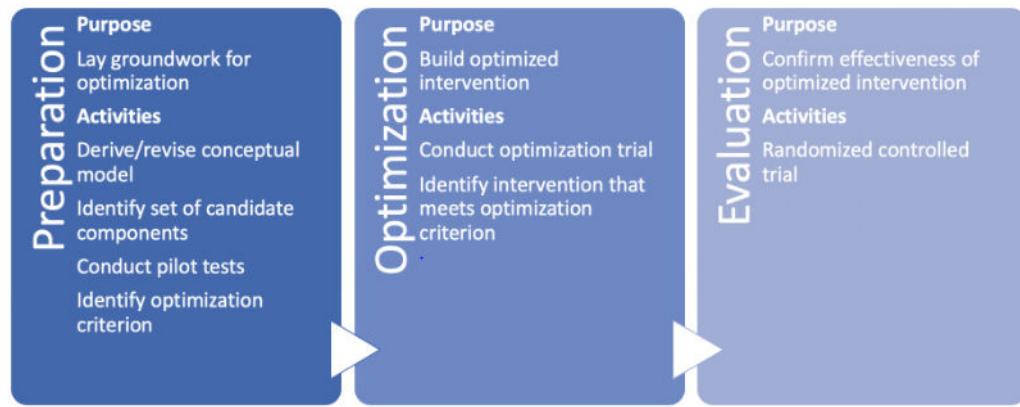 Preparation
Purpose
Lay groundwork for
optimization
Activities
Derive/revise conceptual
model
Identify set of candidate
components
Conduct pilot tests
Identify optimization
criterion
Optimization
Purpose
Build optimized
intervention
Activities
Conduct optimization trial
Identify intervention that
meets optimization
criterion
.
Evaluation
Purpose
Confirm effectiveness of
optimized intervention
Activities
Randomized controlled
trial